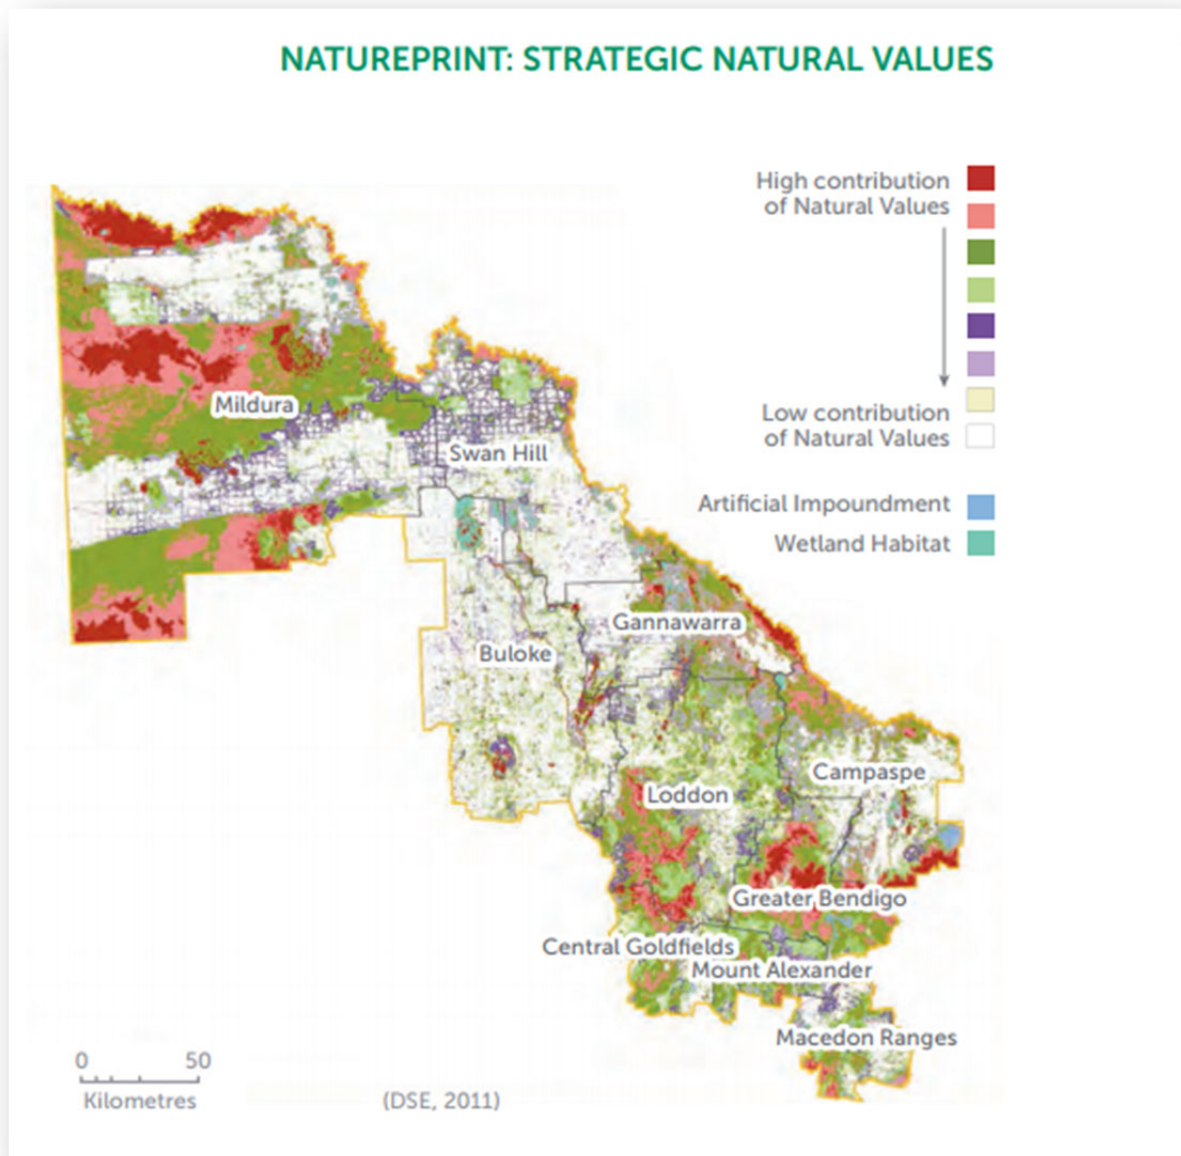 NATUREPRINT: STRATEGIC NATURAL VALUES
High contribution
of Natural Values
Low contribution
of Natural Values
Artificial Impoundment
Wetland Habitat
Mildura
Swan Hill
Gannawarra
Buloke
Campaspe
Loddon
Greater Bendigo
Central Goldfields
Mount Alexander
Macedon Ranges
0 50
Kilometres
(DSE, 2011)